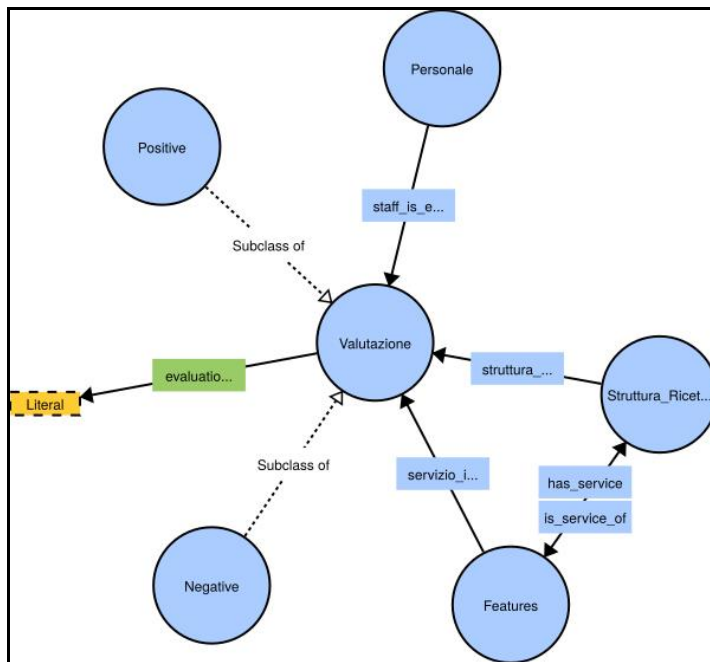 Personale
Positive
staff_is_e...
Subclass of
Valutazione
evaluatio...
struttura_...
Struttura_Ricet...
Literal
Subclass of
servizio_i...
has_service
is_service_of
Negative
Features